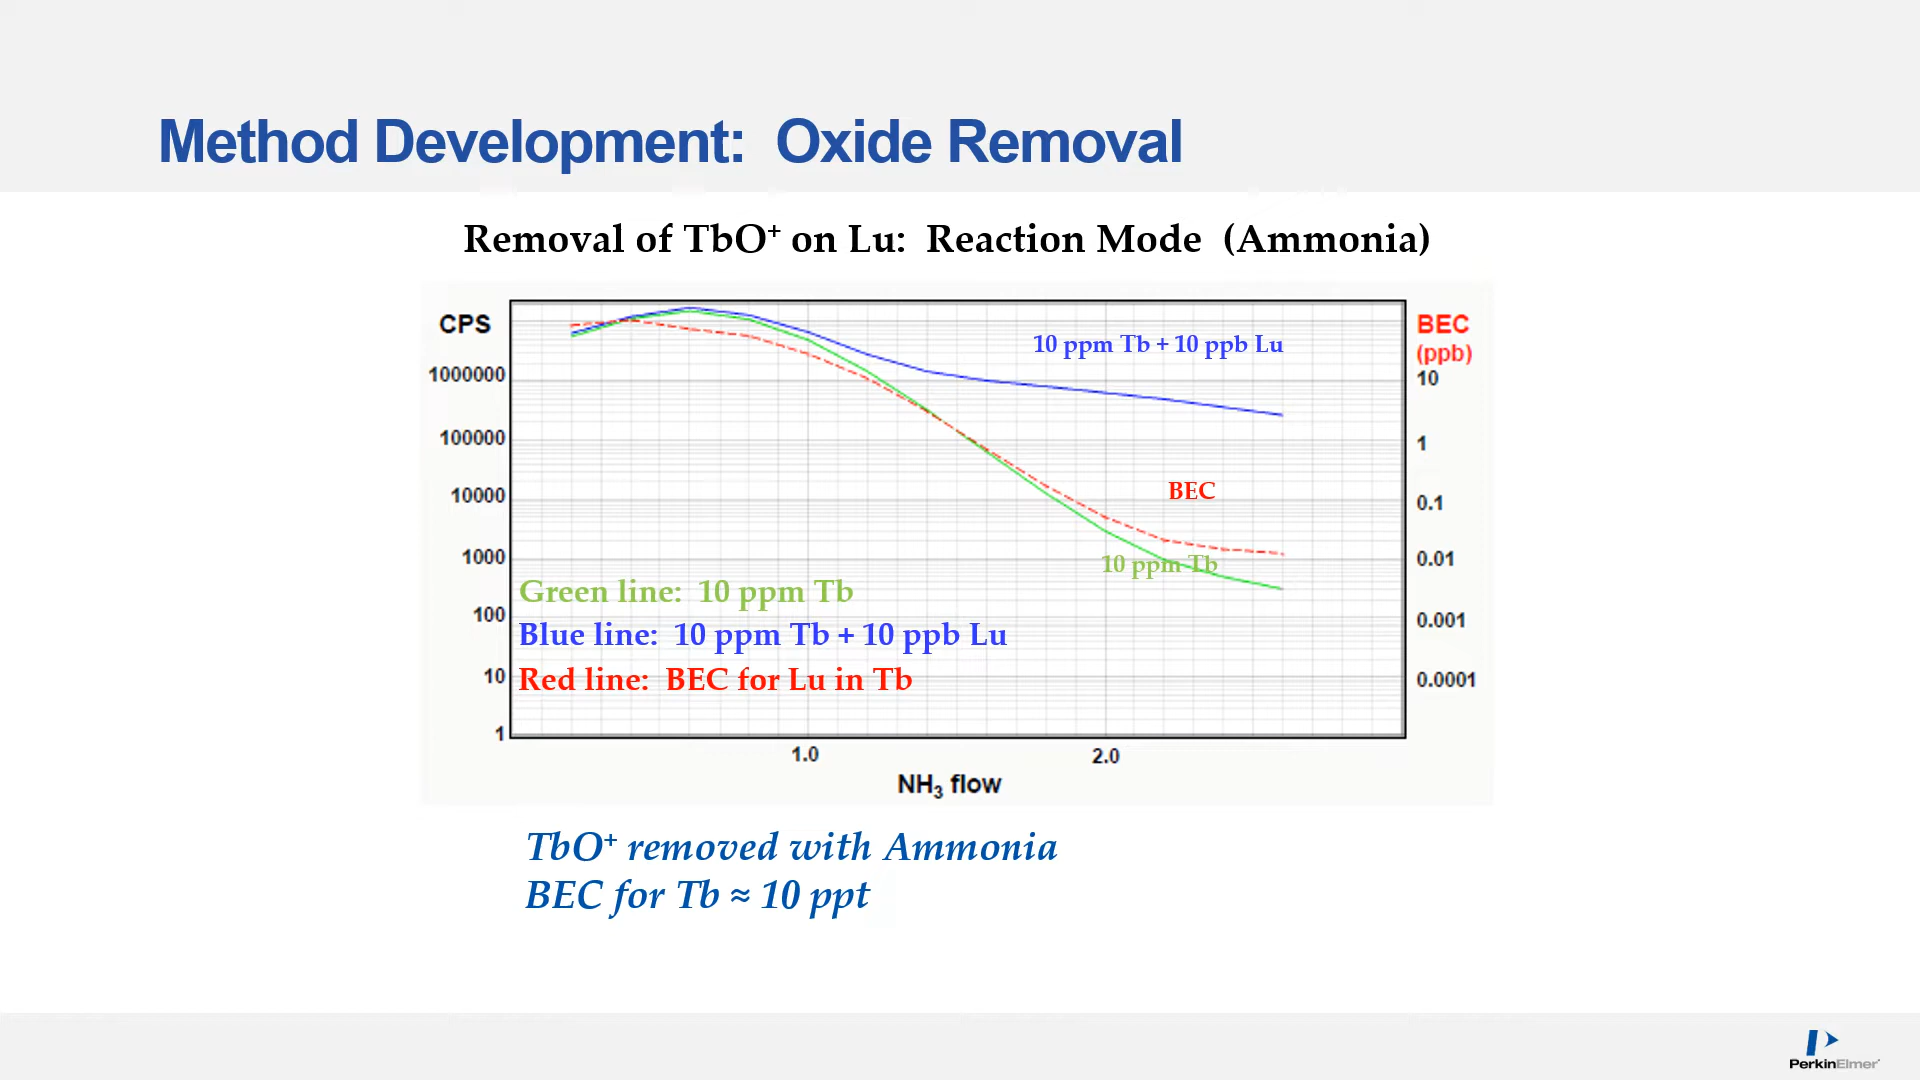 Method Development: Oxide Removal
Removal of TbO⁺ on Lu: Reaction Mode (Ammonia)
CPS
1000000
100000
10000
1000
100
10
1
10 ppm Tb + 10 ppb Lu
BEC
10 ppm Tb
Green line: 10 ppm Tb
Blue line: 10 ppm Tb + 10 ppb Lu
Red line: BEC for Lu in Tb
BEC
(ppb)
10
1
0.1
0.01
0.001
0.0001
1.0 2.0
NH₃ flow
TbO⁺ removed with Ammonia
BEC for Tb ≈ 10 ppt
PerkinElmer